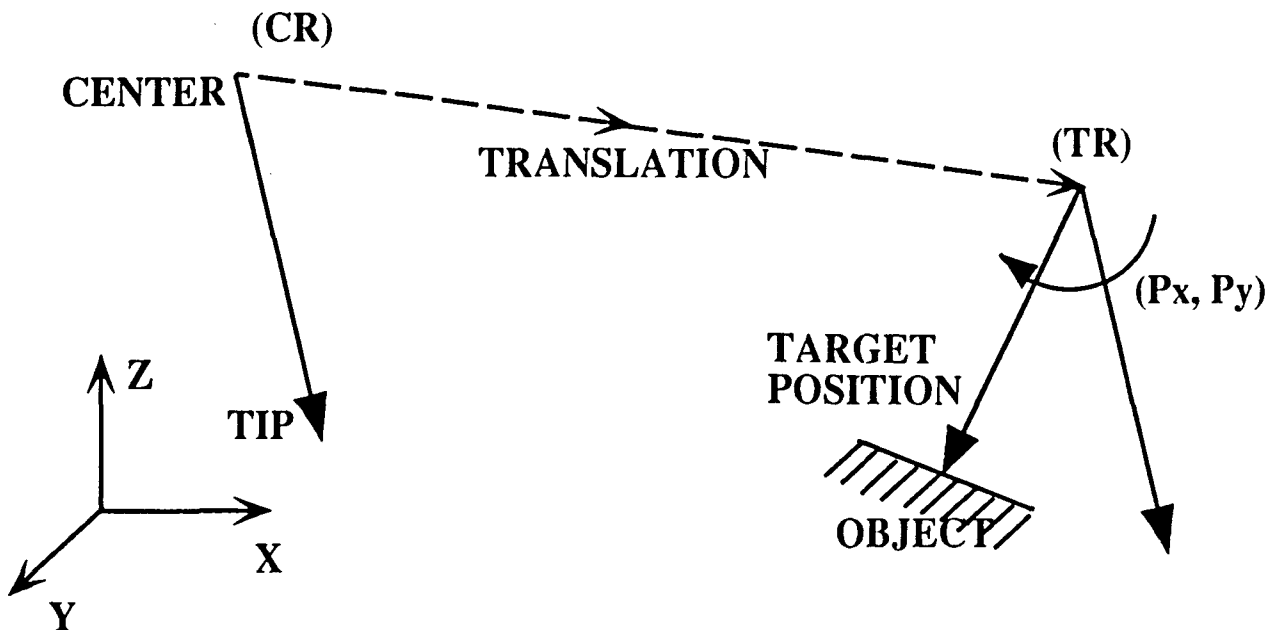 (CR)
CENTER
TRANSLATION
(TR)
(Px, Py)
TARGET
POSITION
Z
TIP
OBJECT
X
Y